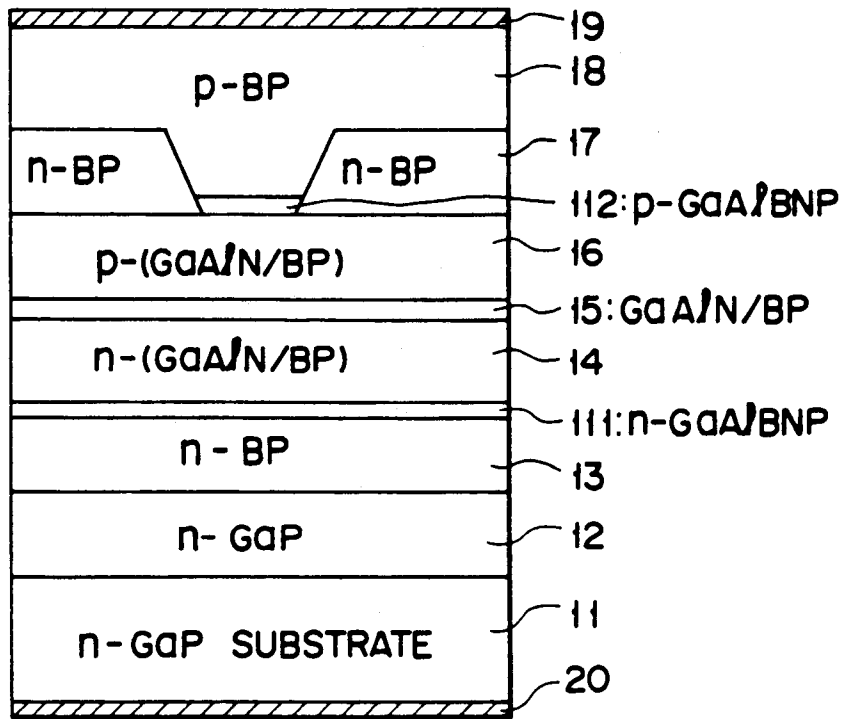 19
18
p-BP
17
n-BP n-BP
112:p-GaAlBNP
16
p-(GaAlN/BP)
15:GaAlN/BP
n-(GaAlN/BP)
14
111:n-GaAlBNP
n-BP
13
n-GaP
12
11
n-GaP SUBSTRATE
20